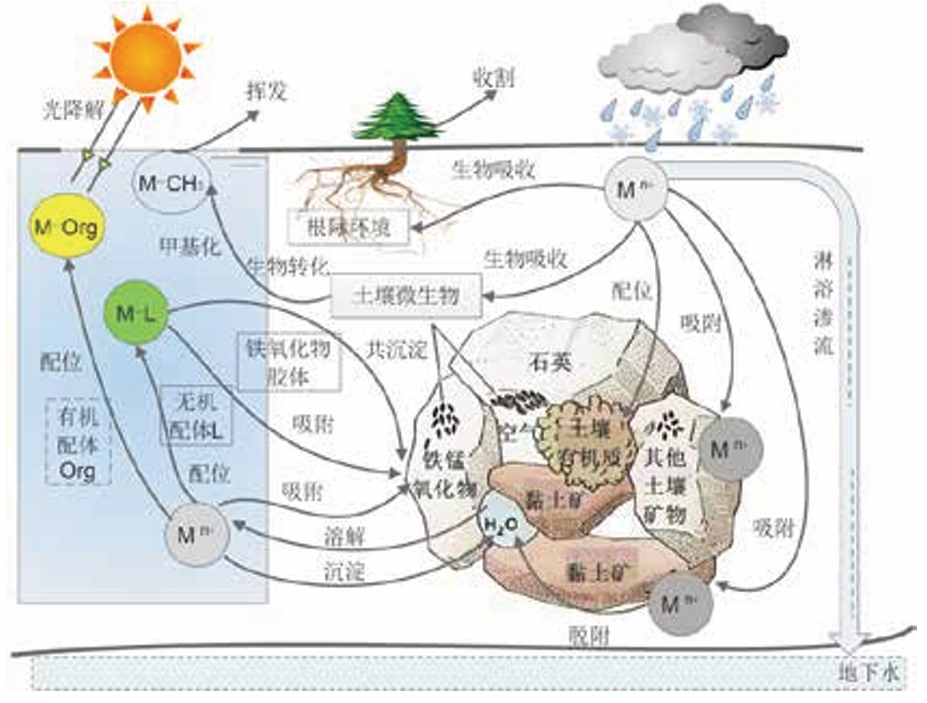 光降解
挥发
收割
M-CH₃
Mⁿ⁺
生物吸收
M-Org
根际环境
甲基化
生物转化
生物吸收
土壤微生物
配位
吸附
淋
溶
渗
流
M-L
铁氧化物
胶体
共沉淀
石英
配位
有机
配体
Org
无机
配体L
吸附
空气
土壤
有机质
其他
土壤
矿物
Mⁿ⁺
铁锰
氧化物
配位
吸附
黏土矿
H₂O
Mⁿ⁺
溶解
吸附
沉淀
黏土矿
Mⁿ⁺
脱附
地下水